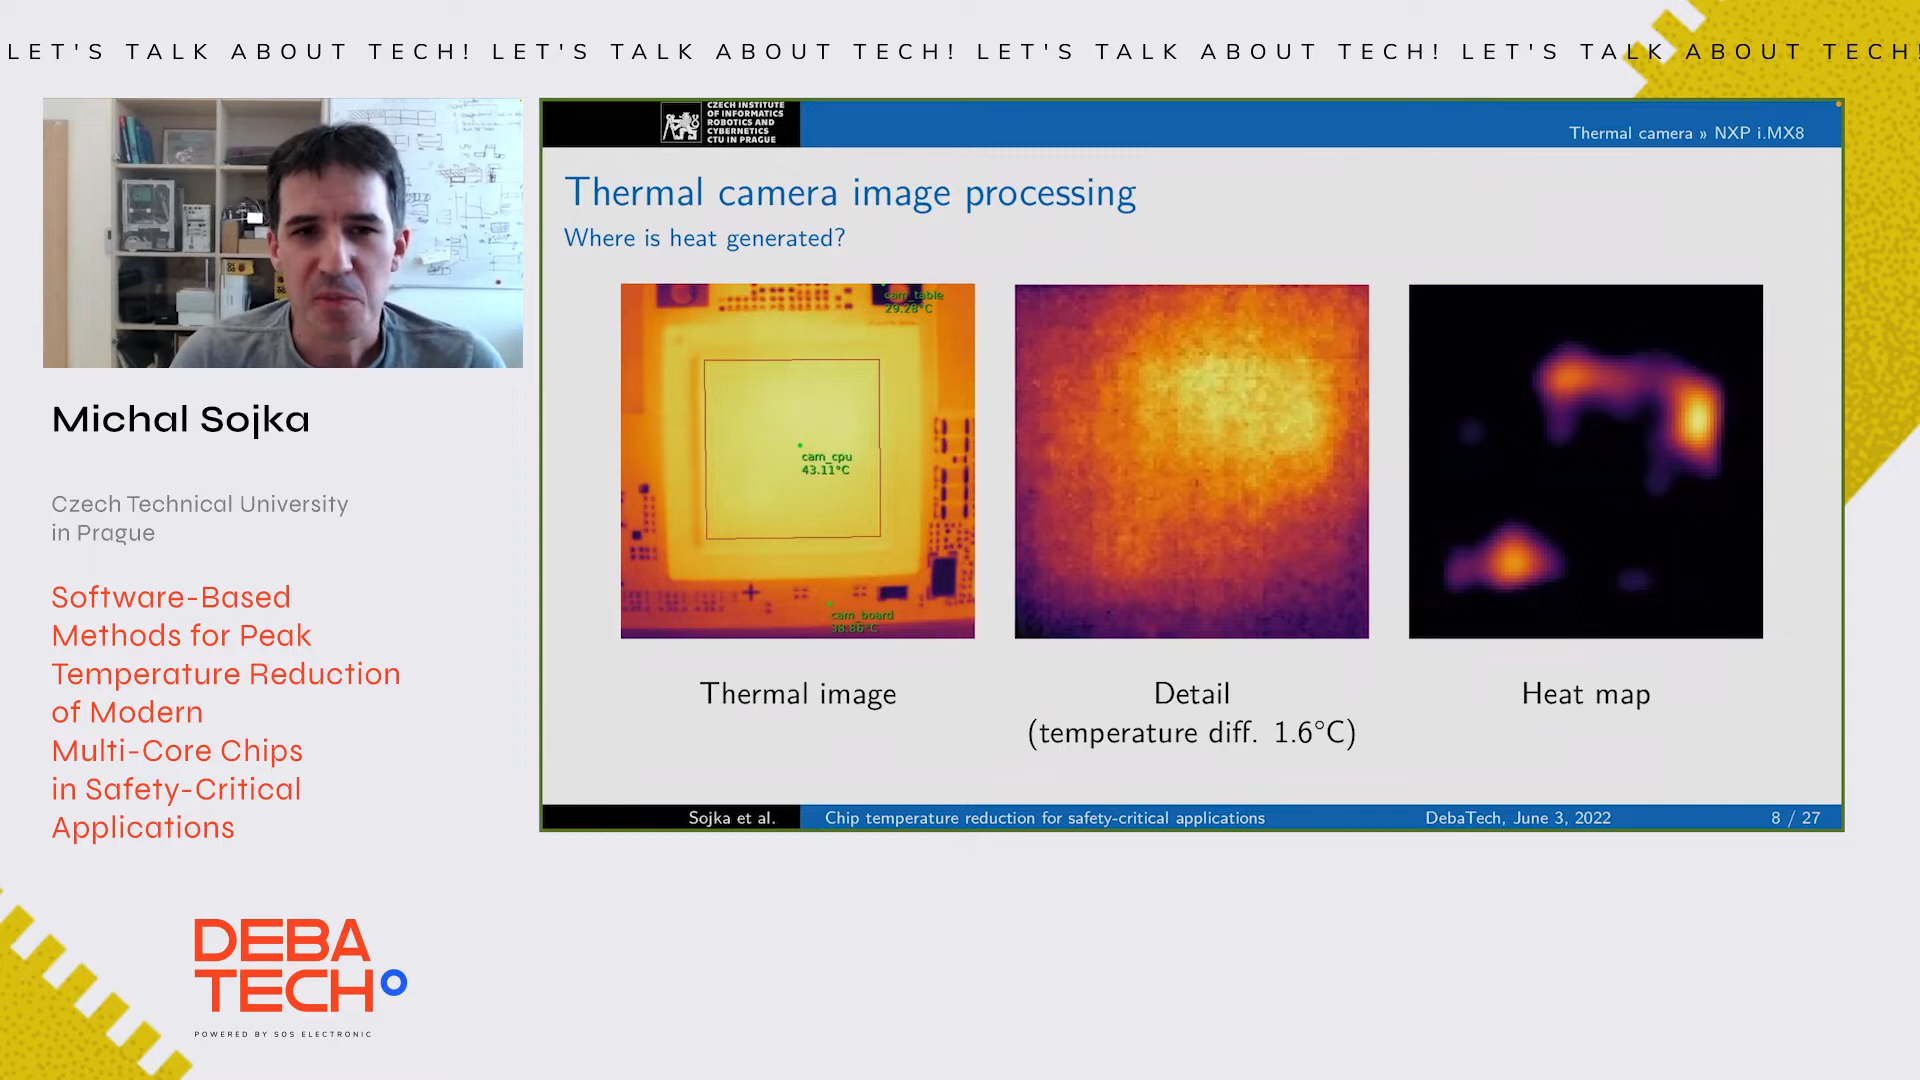 LET'S TALK ABOUT TECH! LET'S TALK ABOUT TECH! LET'S TALK ABOUT TECH! LET'S TALK ABOUT TECH!
CZECH INSTITUTE
OF INFORMATICS
ROBOTICS AND
CYBERNETICS
CTU IN PRAGUE
Thermal camera » NXP i.MX8
Thermal camera image processing
Where is heat generated?
cam_table
29.28°C
cam_cpu
43.11°C
cam_board
38.86°C
Thermal image
Detail
(temperature diff. 1.6°C)
Heat map
Sojka et al.
Chip temperature reduction for safety-critical applications
DebaTech, June 3, 2022
8 / 27
Michal Sojka
Czech Technical University
in Prague
Software-Based
Methods for Peak
Temperature Reduction
of Modern
Multi-Core Chips
in Safety-Critical
Applications
DEBA
TECH
POWERED BY SOS ELECTRONIC